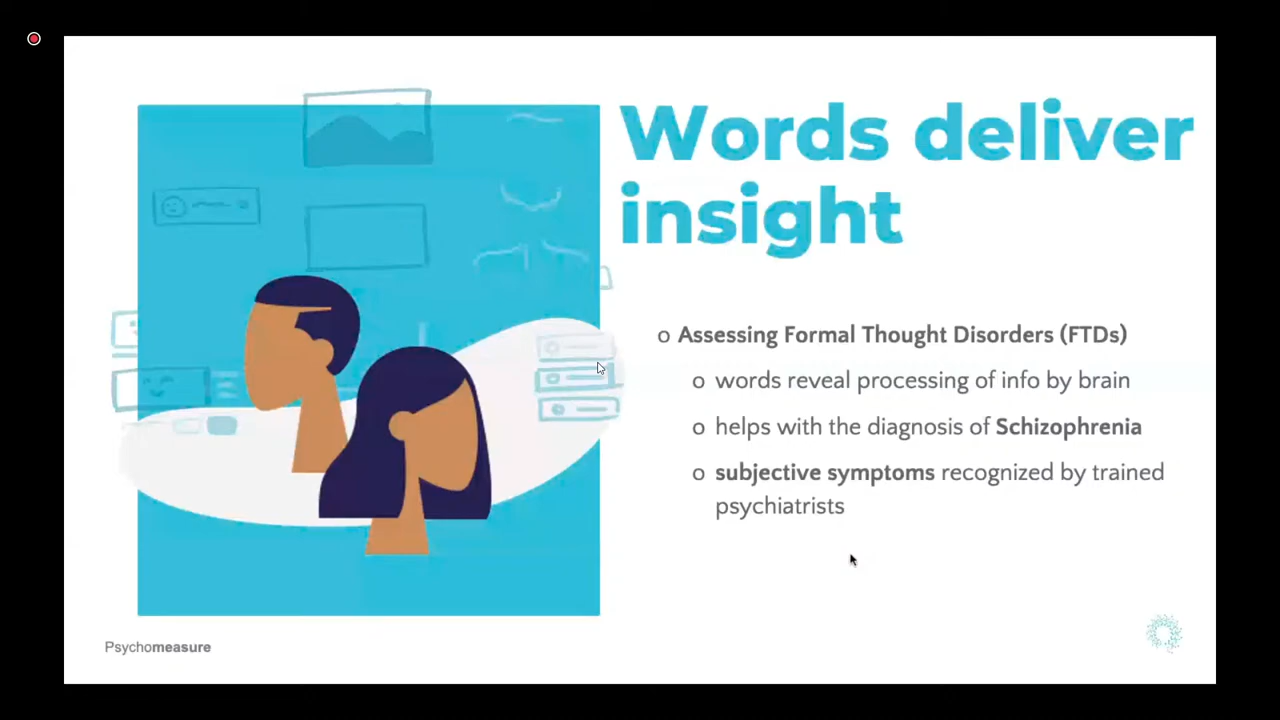 Words deliver
insight
o Assessing Formal Thought Disorders (FTDs)
o words reveal processing of info by brain
o helps with the diagnosis of Schizophrenia
o subjective symptoms recognized by trained
psychiatrists
Psychomeasure